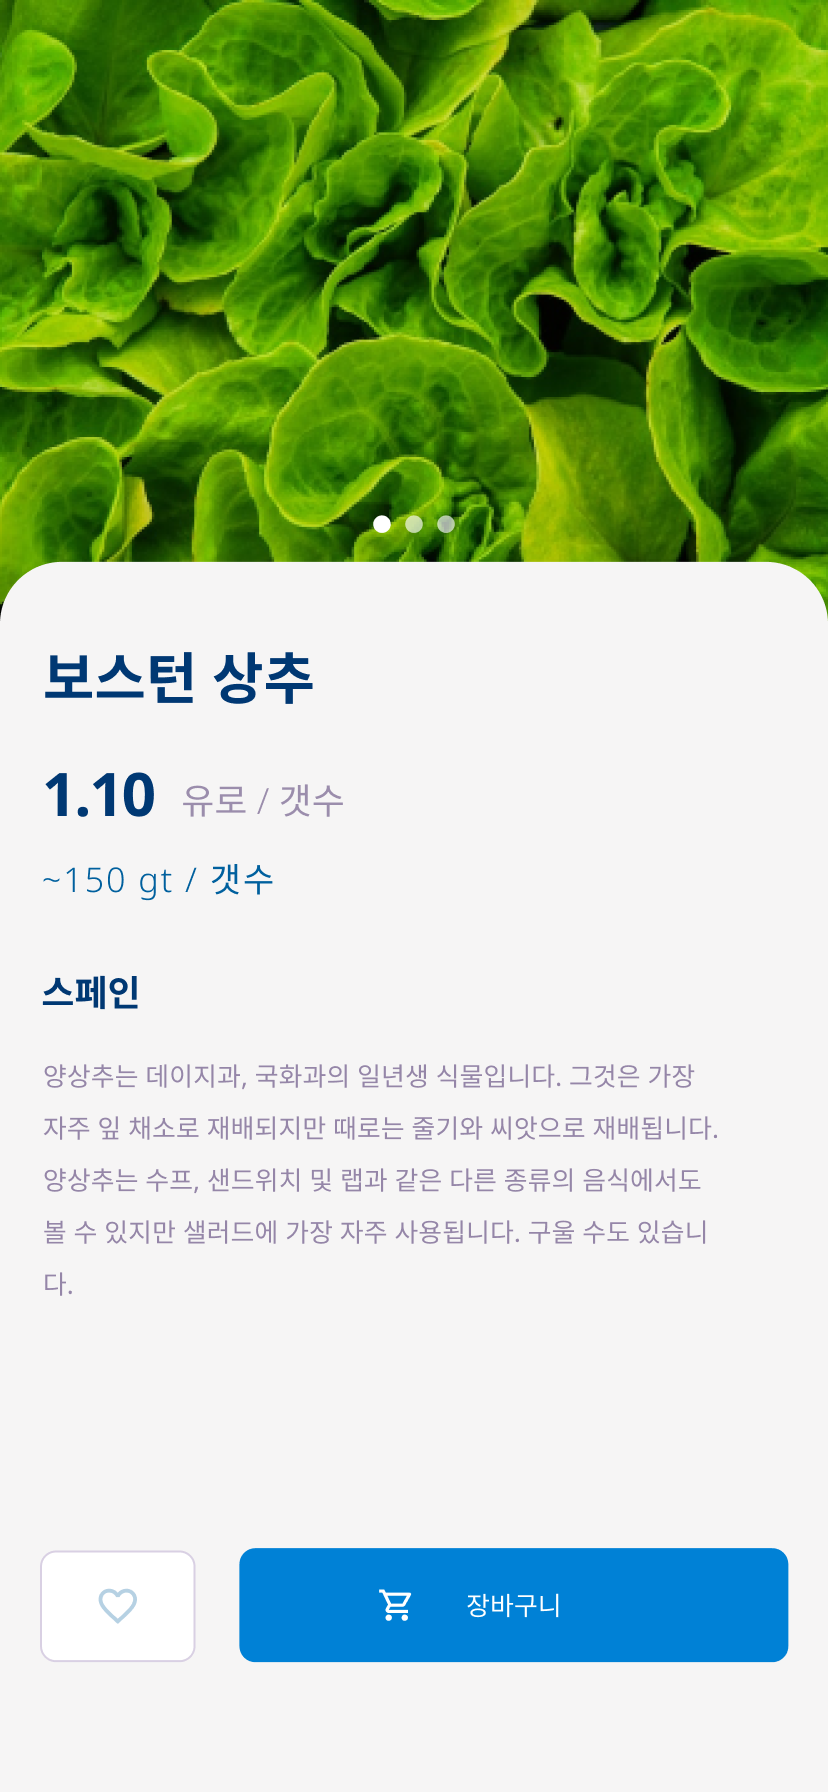 보스턴 상추
1.10 유로 / 갯수
~150 gt / 갯수
스페인
양상추는 데이지과, 국화과의 일년생 식물입니다. 그것은 가장
자주 잎 채소로 재배되지만 때로는 줄기와 씨앗으로 재배됩니다.
양상추는 수프, 샌드위치 및 랩과 같은 다른 종류의 음식에서도
볼 수 있지만 샐러드에 가장 자주 사용됩니다. 구울 수도 있습니
다.
장바구니